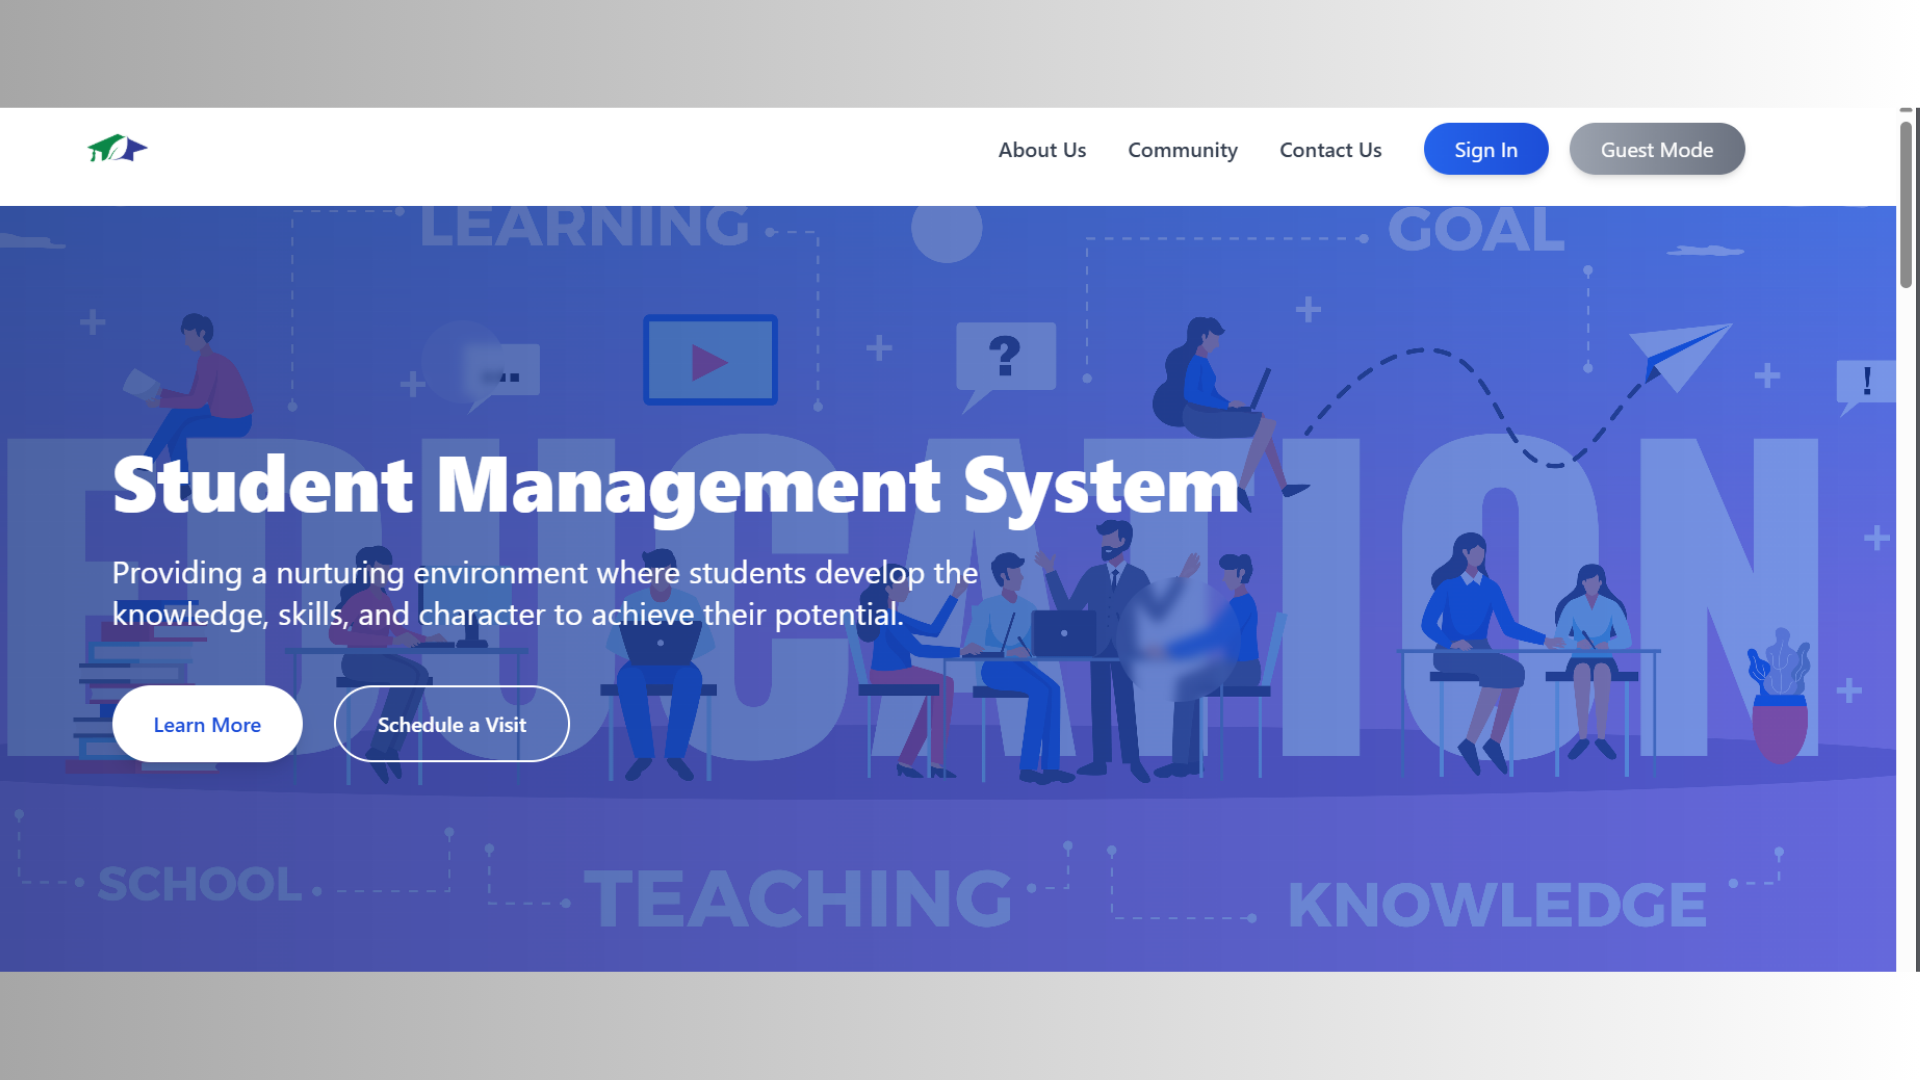 About Us
Community
Contact Us
Sign In
Guest Mode
LEARNING
GOAL
...
?
!
EDUCATION
Student Management System
Providing a nurturing environment where students develop the
knowledge, skills, and character to achieve their potential.
Learn More
Schedule a Visit
SCHOOL
TEACHING
KNOWLEDGE